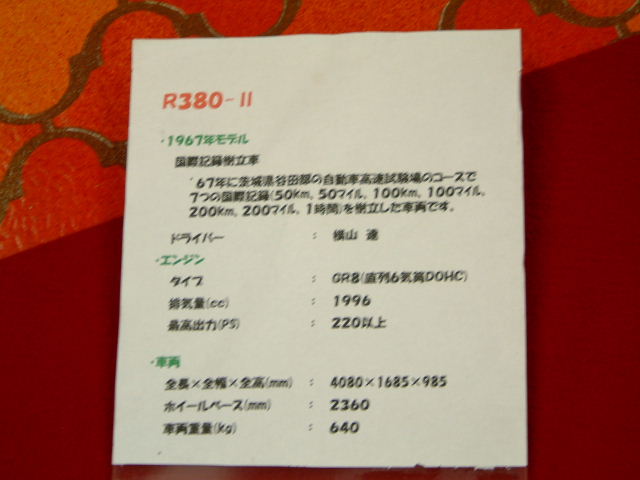 R380-II
・1967年モデル
国際記録樹立車
'67年に茨城県谷田部の自動車高速試験場のコースで
7つの国際記録(50km, 50マイル, 100km, 100マイル,
200km, 200マイル, 1時間)を樹立した車両です。
ドライバー : 横山 達
・エンジン
タイプ : GR8(直列6気筒DOHC)
排気量(cc) : 1996
最高出力(PS) : 220以上
・車両
全長×全幅×全高(mm) : 4080×1685×985
ホイールベース(mm) : 2360
車両重量(kg) : 640